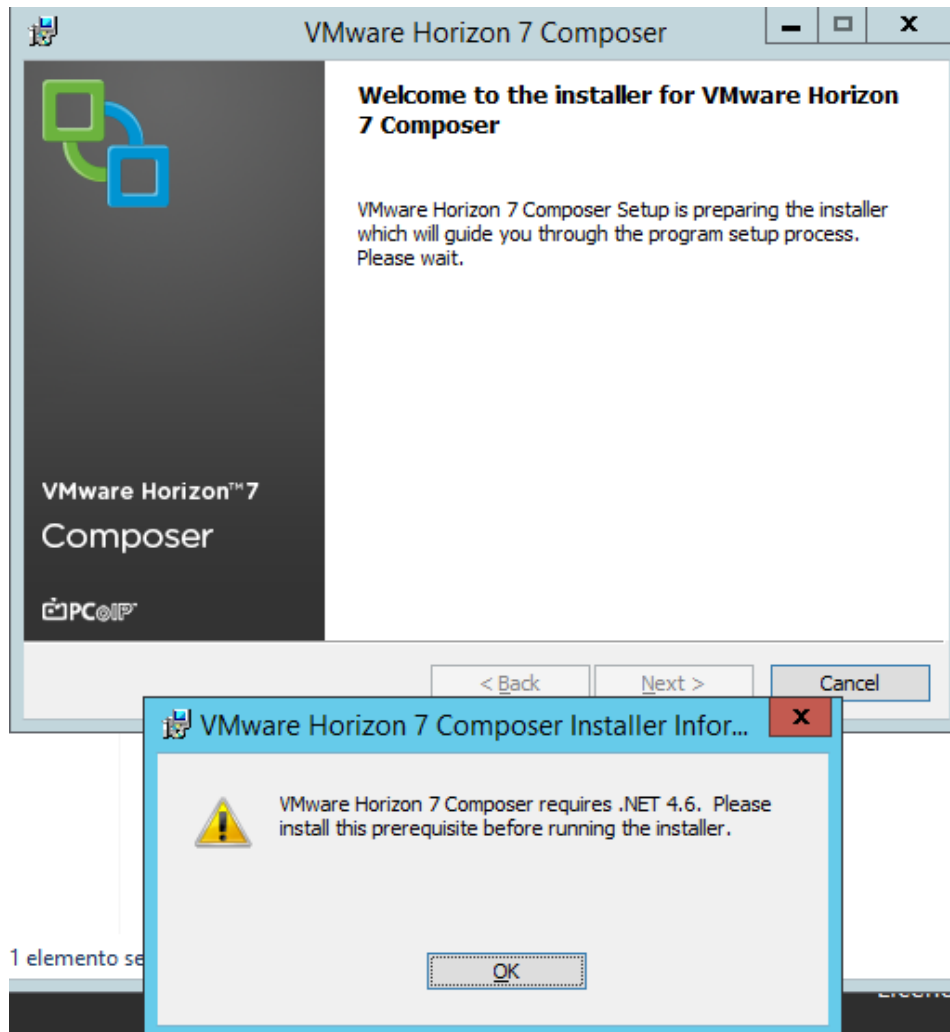 VMware Horizon 7 Composer
Welcome to the installer for VMware Horizon
7 Composer
VMware Horizon 7 Composer Setup is preparing the installer
which will guide you through the program setup process.
Please wait.
VMware Horizon™ 7
Composer
PCoIP™
< Back
Next >
Cancel
VMware Horizon 7 Composer Installer Infor...
VMware Horizon 7 Composer requires .NET 4.6. Please
install this prerequisite before running the installer.
1 elemento se
OK